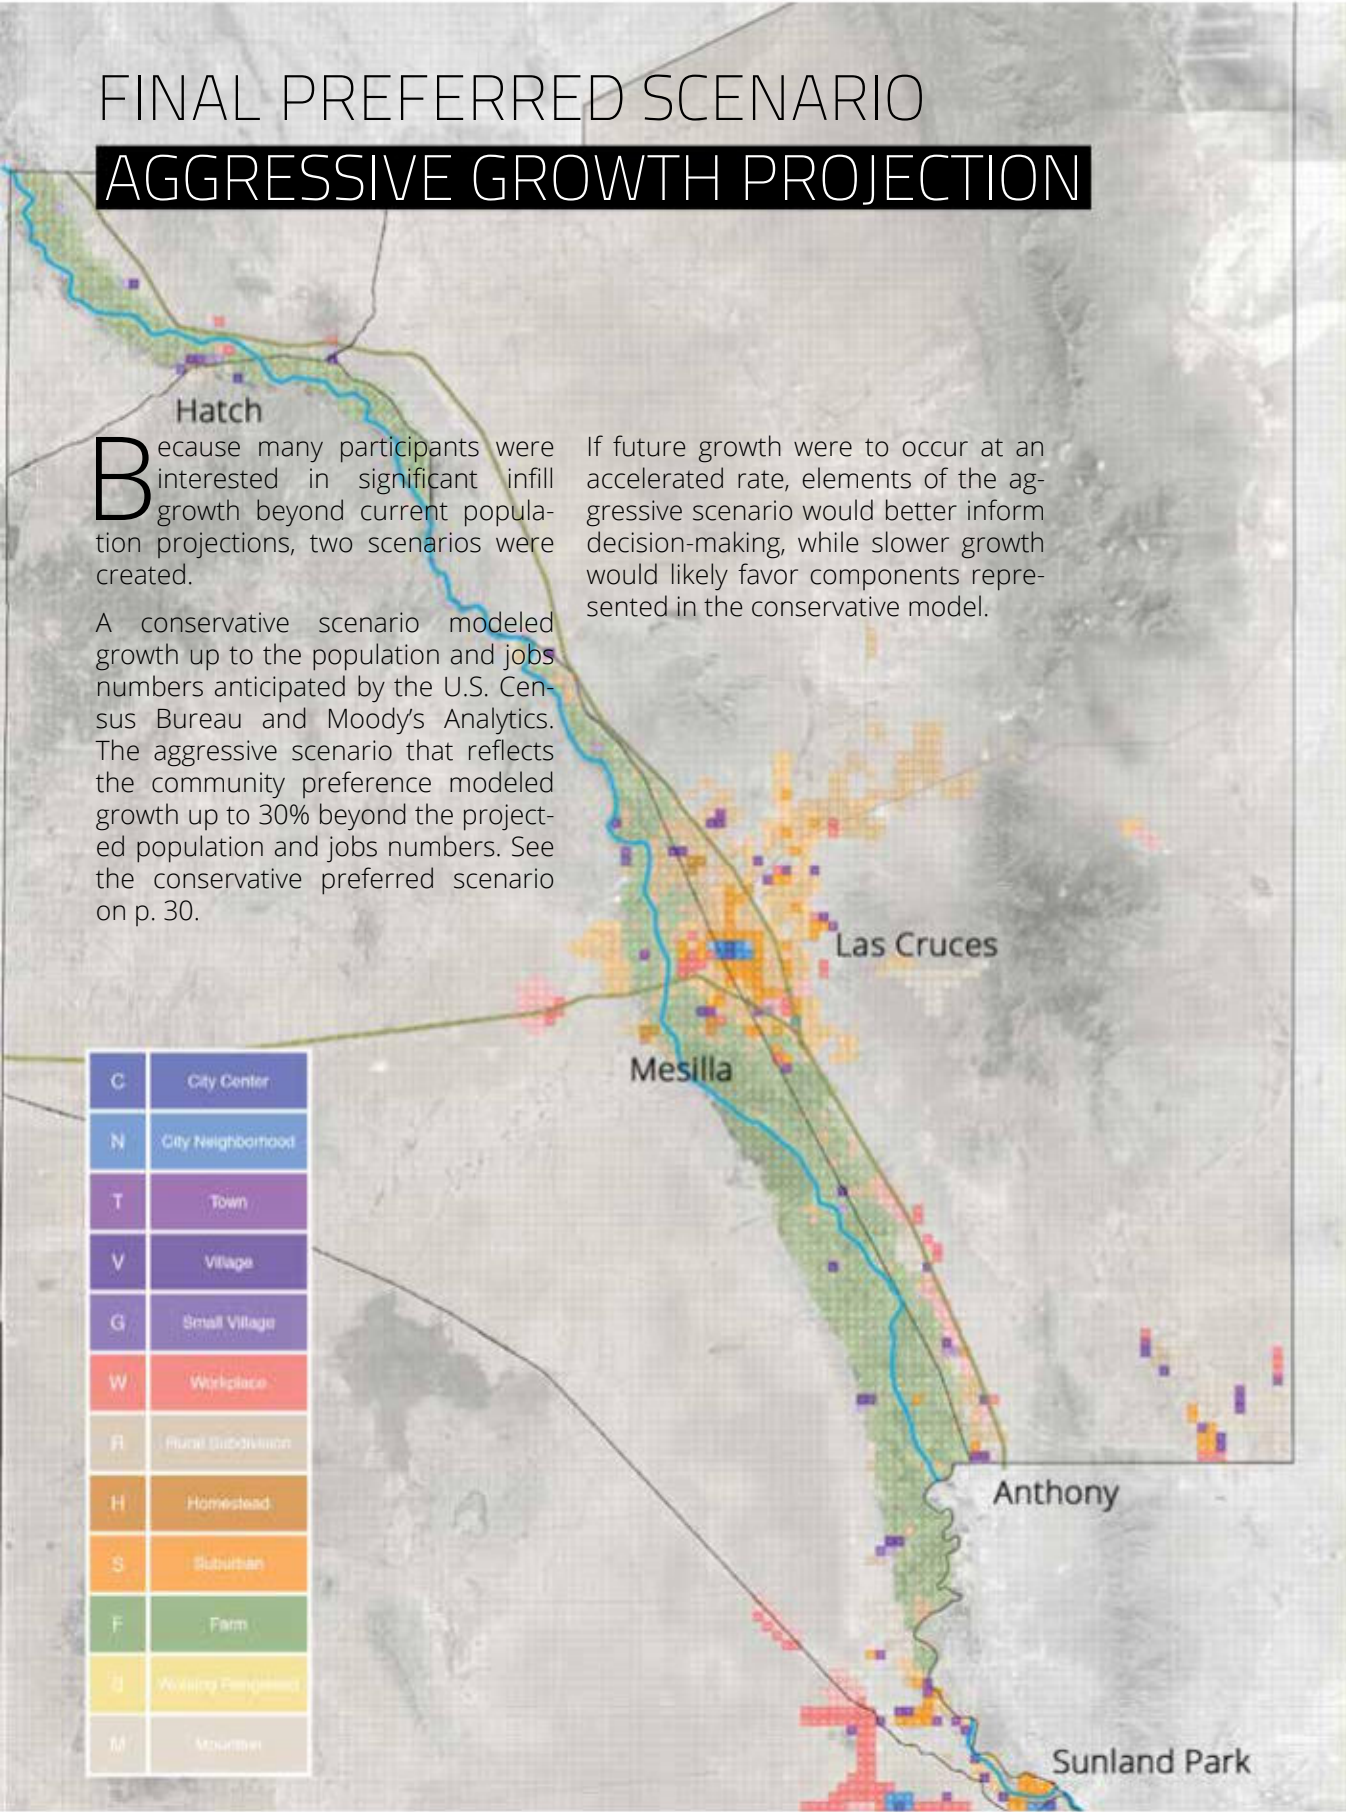 FINAL PREFERRED SCENARIO
AGGRESSIVE GROWTH PROJECTION
Hatch
Because many participants were
interested in significant infill
growth beyond current popula-
tion projections, two scenarios were
created.
A conservative scenario modeled
growth up to the population and jobs
numbers anticipated by the U.S. Cen-
sus Bureau and Moody’s Analytics.
The aggressive scenario that reflects
the community preference modeled
growth up to 30% beyond the project-
ed population and jobs numbers. See
the conservative preferred scenario
on p. 30.
If future growth were to occur at an
accelerated rate, elements of the ag-
gressive scenario would better inform
decision-making, while slower growth
would likely favor components repre-
sented in the conservative model.
Las Cruces
Mesilla
C City Center
N City Neighborhood
T Town
V Village
G Small Village
W Workplace
R Rural Subdivision
H Homestead
S Suburban
F Farm
Working
M Mountain
Anthony
Sunland Park